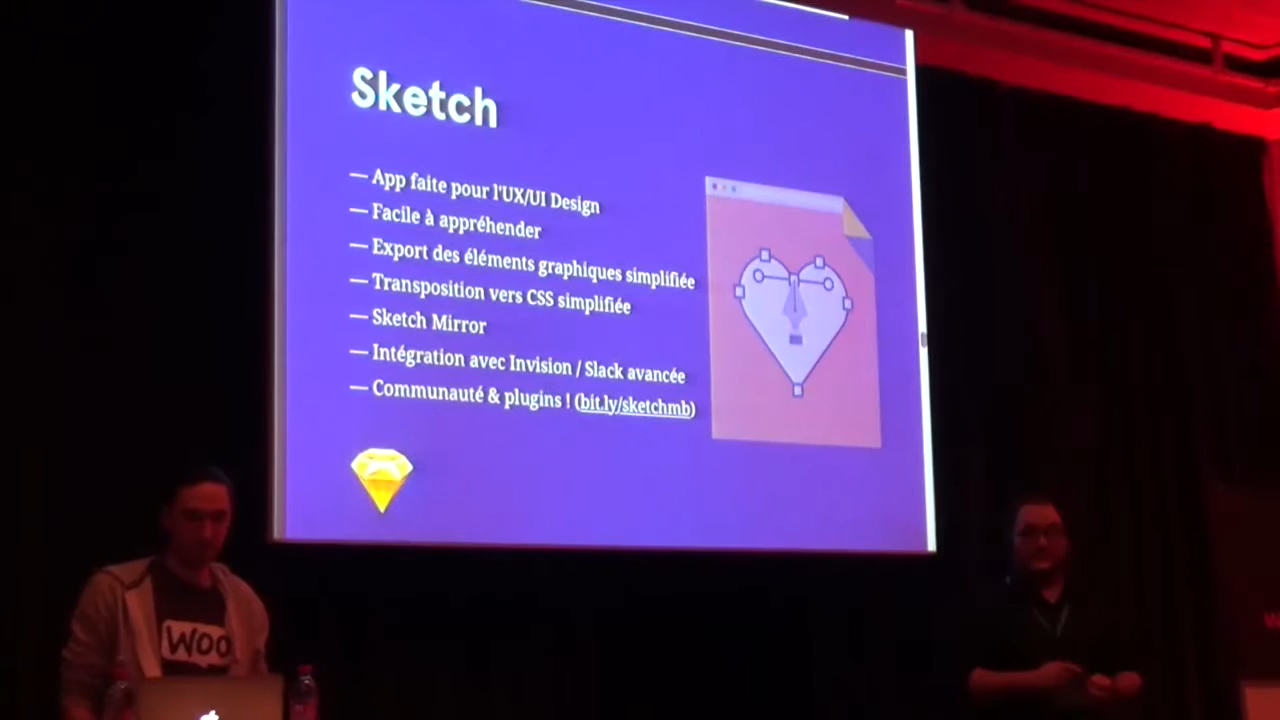 Sketch
— App faite pour l'UX/UI Design
— Facile à appréhender
— Export des éléments graphiques simplifiée
— Transposition vers CSS simplifiée
— Sketch Mirror
— Intégration avec Invision / Slack avancée
— Communauté & plugins ! (bit.ly/sketchmb)
WOO